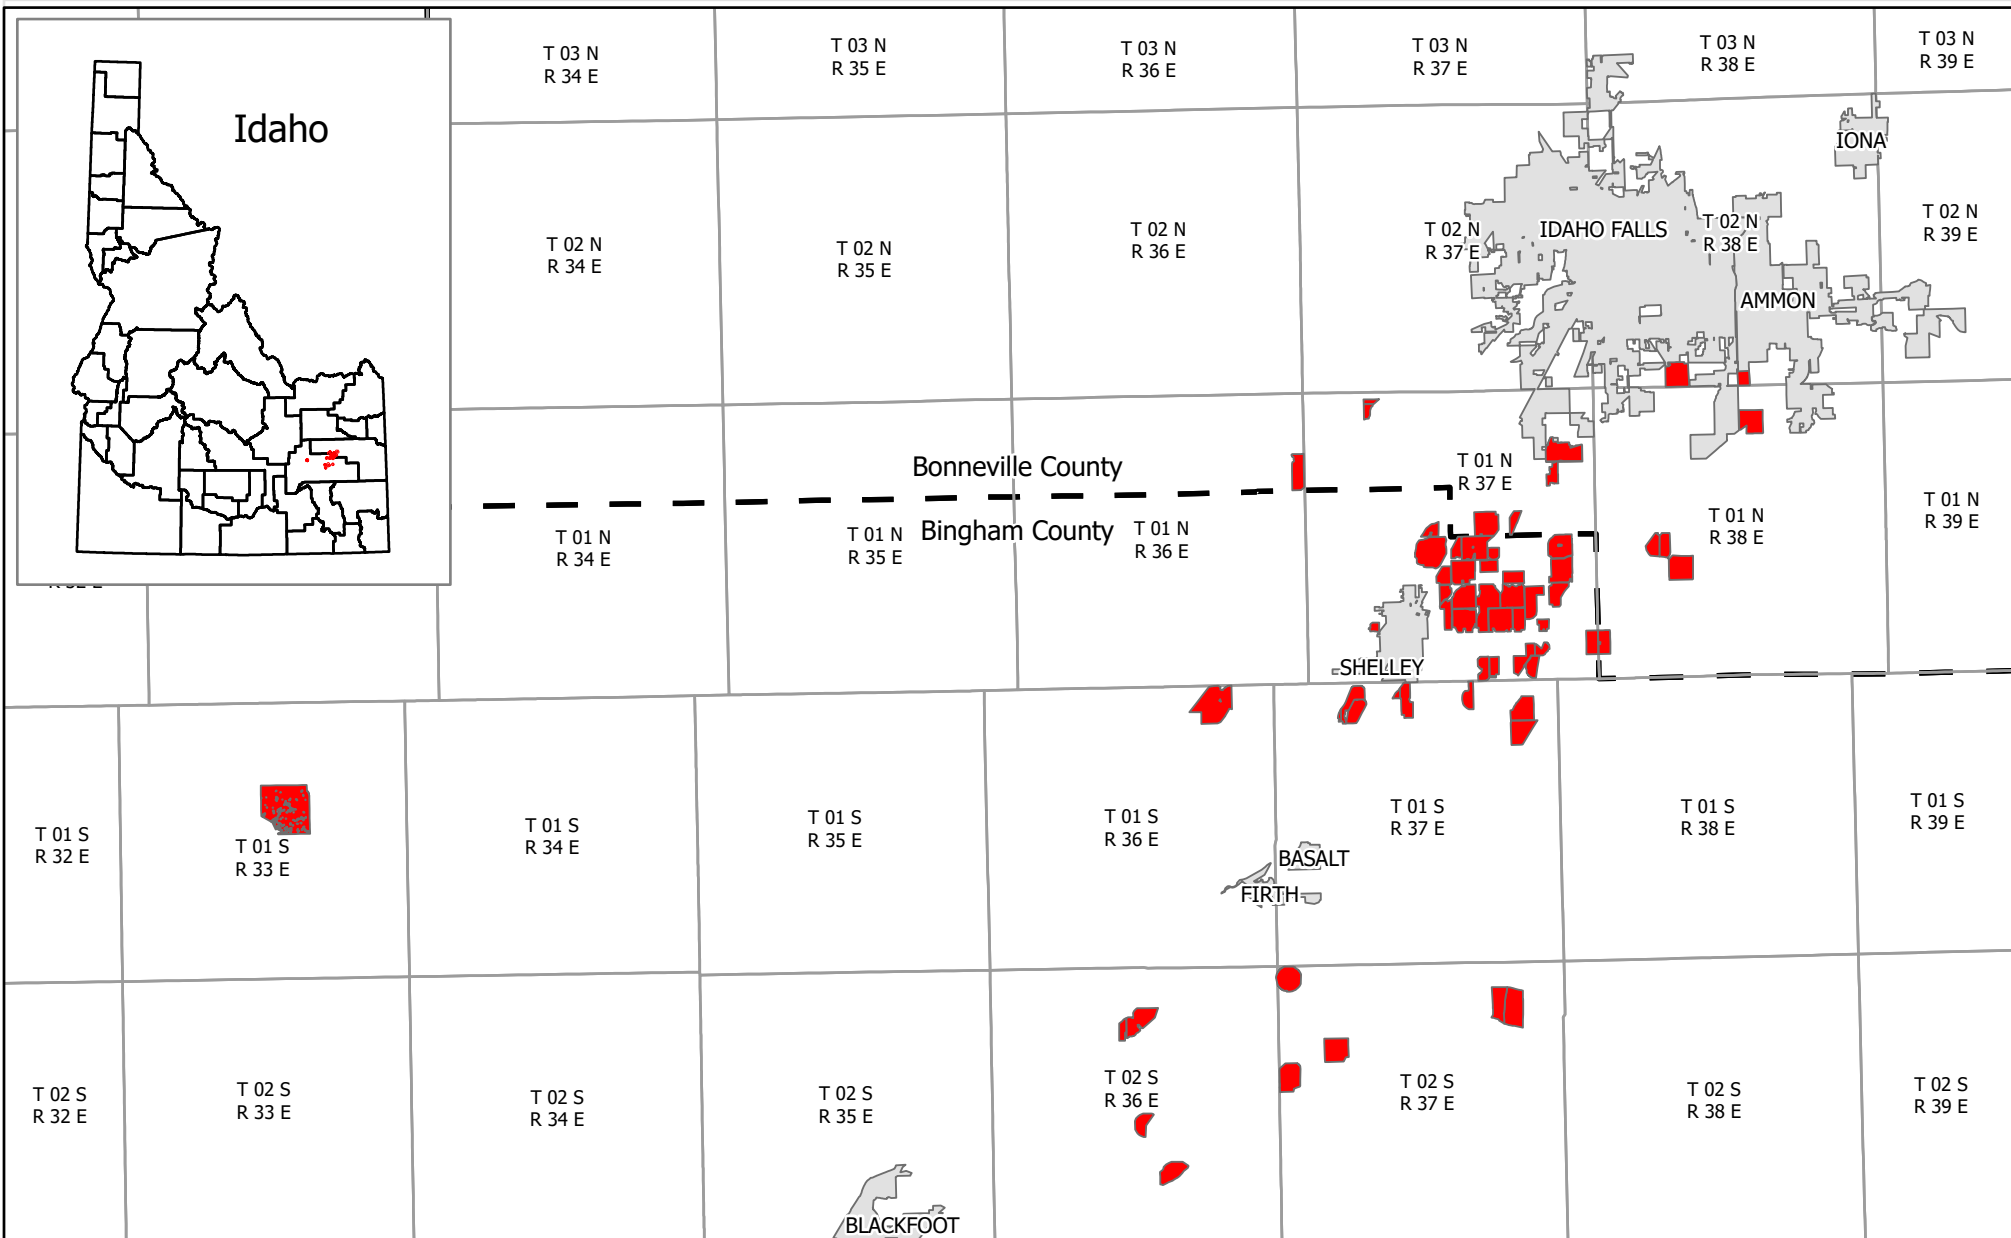 Idaho
T 03 N
R 34 E
T 03 N
R 35 E
T 03 N
R 36 E
T 03 N
R 37 E
T 03 N
R 38 E
T 03 N
R 39 E
IONA
T 02 N
R 34 E
T 02 N
R 35 E
T 02 N
R 36 E
T 02 N
R 37 E
IDAHO FALLS
T 02 N
R 38 E
T 02 N
R 39 E
AMMON
Bonneville County
Bingham County
T 01 N
R 34 E
T 01 N
R 35 E
T 01 N
R 36 E
T 01 N
R 37 E
T 01 N
R 38 E
T 01 N
R 39 E
SHELLEY
T 01 S
R 32 E
T 01 S
R 33 E
T 01 S
R 34 E
T 01 S
R 35 E
T 01 S
R 36 E
T 01 S
R 37 E
T 01 S
R 38 E
T 01 S
R 39 E
BASALT
FIRTH
T 02 S
R 32 E
T 02 S
R 33 E
T 02 S
R 34 E
T 02 S
R 35 E
T 02 S
R 36 E
T 02 S
R 37 E
T 02 S
R 38 E
T 02 S
R 39 E
BLACKFOOT